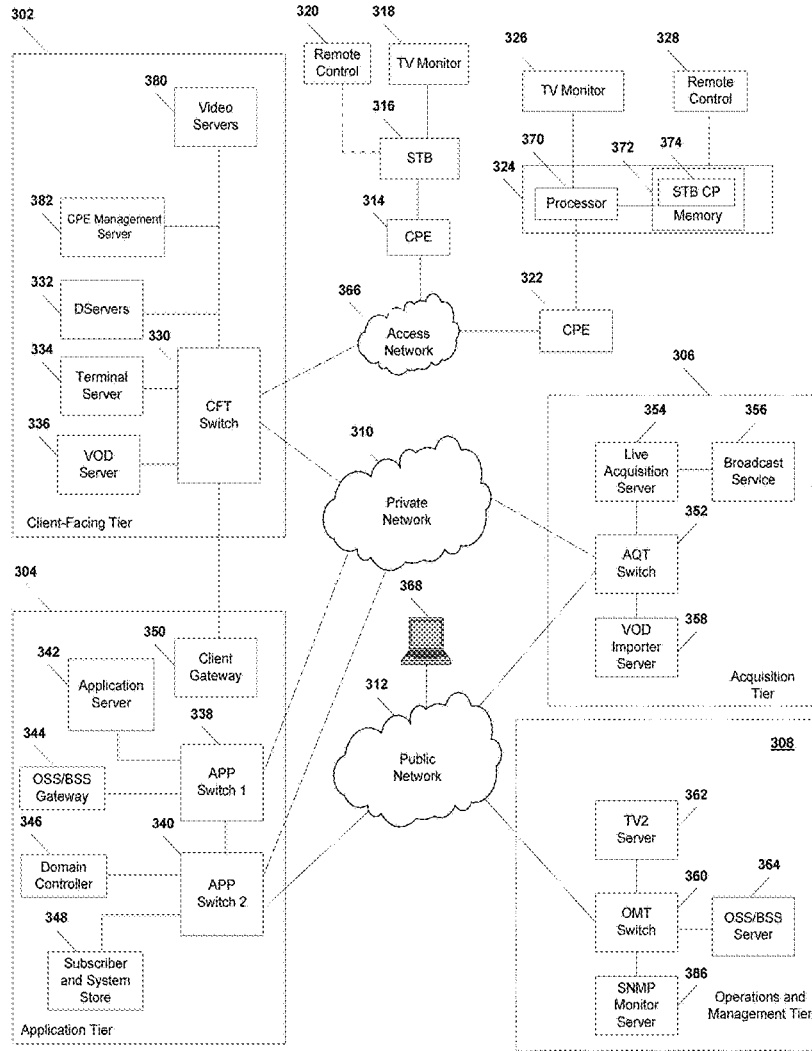 302
380
Video
Servers
382
CPE Management
Server
332
DServers
330
334
Terminal
Server
CFT
Switch
336
VOD
Server
Client-Facing Tier
320
318
Remote
Control
TV Monitor
316
STB
314
CPE
366
Access
Network
326
328
TV Monitor
Remote
Control
370
372
374
324
Processor
STB CP
Memory
322
CPE
310
Private
Network
368
312
Public
Network
306
354
356
Live
Acquisition
Server
Broadcast
Service
352
AQT
Switch
358
VOD
Importer
Server
Acquisition
Tier
304
350
342
Client
Gateway
Application
Server
338
344
OSS/BSS
Gateway
APP
Switch 1
346
340
Domain
Controller
APP
Switch 2
348
Subscriber
and System
Store
Application Tier
308
362
TV2
Server
360
364
OMT
Switch
OSS/BSS
Server
SNMP
Monitor
Server
386
Operations and
Management Tier